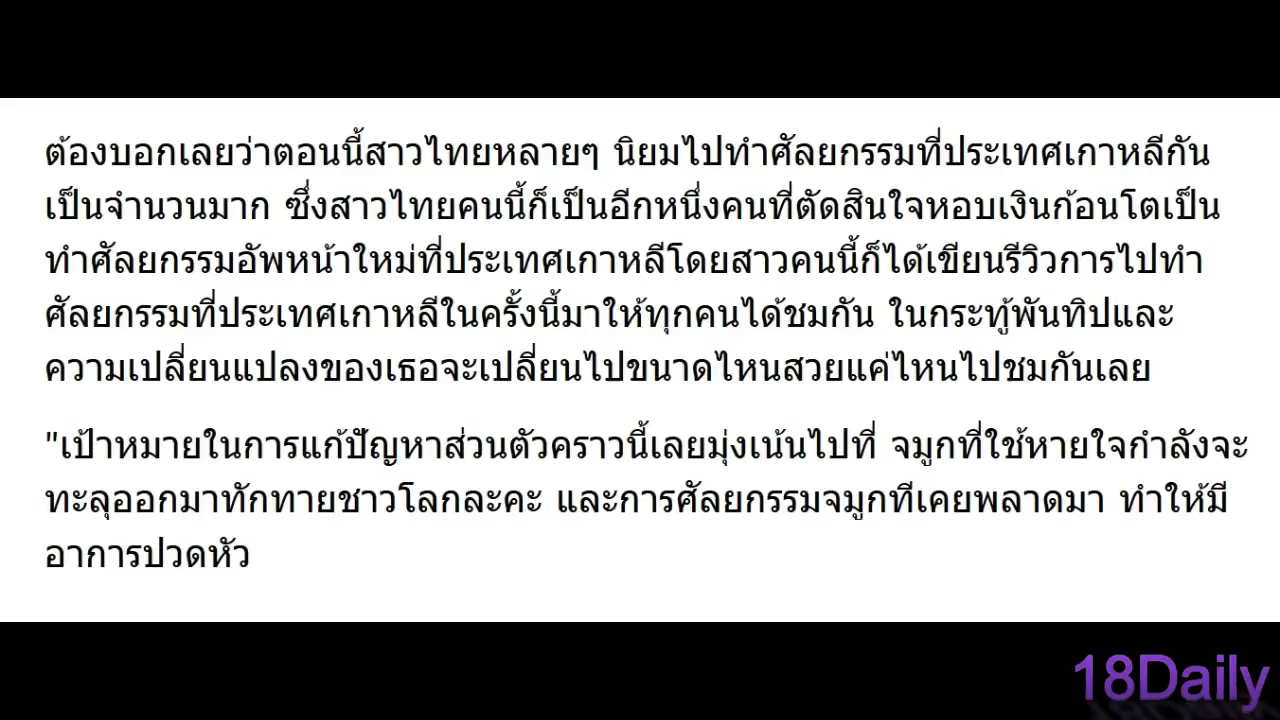 ต้องบอกเลยว่าตอนนี้สาวไทยหลายๆ นิยมไปทำศัลยกรรมที่ประเทศเกาหลีกัน
เป็นจำนวนมาก ซึ่งสาวไทยคนนี้ก็เป็นอีกหนึ่งคนที่ตัดสินใจหอบเงินก้อนโตเป็น
ทำศัลยกรรมอัพหน้าใหม่ที่ประเทศเกาหลีโดยสาวคนนี้ก็ได้เขียนรีวิวการไปทำ
ศัลยกรรมที่ประเทศเกาหลีในครั้งนี้มาให้ทุกคนได้ชมกัน ในกระทู้พันทิปและ
ความเปลี่ยนแปลงของเธอจะเปลี่ยนไปขนาดไหนสวยแค่ไหนไปชมกันเลย
"เป้าหมายในการแก้ปัญหาส่วนตัวคราวนี้เลยมุ่งเน้นไปที่ จมูกที่ใช้หายใจกำลังจะ
ทะลุออกมาทักทายชาวโลกละคะ และการศัลยกรรมจมูกทีเคยพลาดมา ทำให้มี
อาการปวดหัว
18Daily